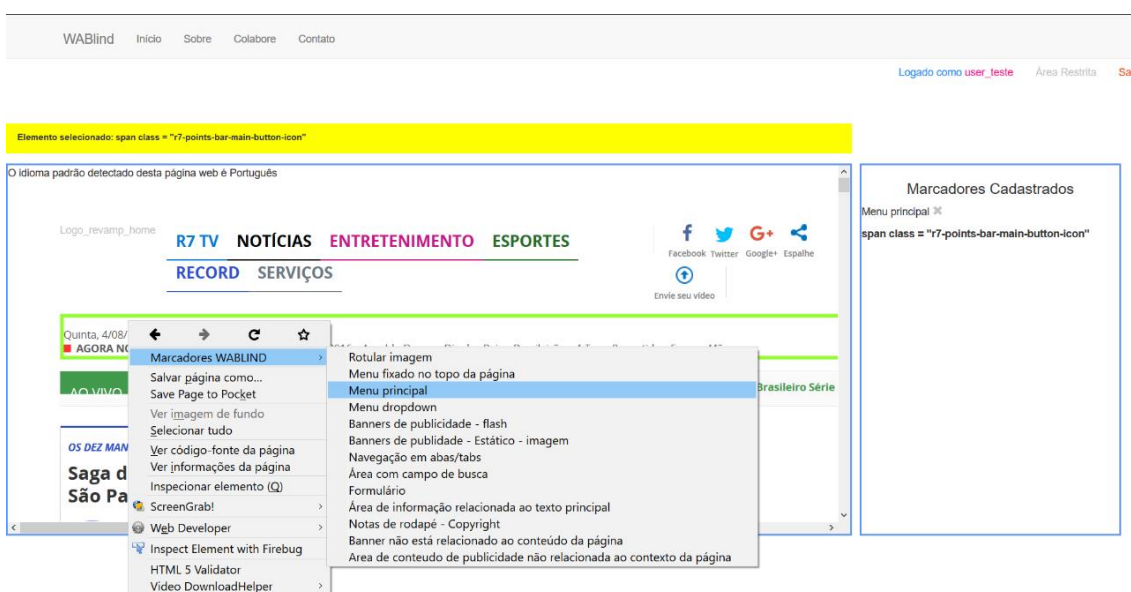 WABlind Início Sobre Colabore Contato
Logado como user_teste Área Restrita Sa
Elemento selecionado: span class = "r7-points-bar-main-button-icon"
O idioma padrão detectado desta página web é Português
Logo_revamp_home
R7 TV NOTÍCIAS ENTRETENIMENTO ESPORTES
RECORD SERVIÇOS
Facebook Twitter Google+ Espalhe
Envie seu vídeo
Quinta, 4/08/
AGORA NO
AO VIVO
Brasileiro Série
OS DEZ MAN
Saga d
São Pa
Marcadores WABLIND
Salvar página como...
Save Page to Pocket
Ver imagem de fundo
Selecionar tudo
Ver código-fonte da página
Ver informações da página
Inspecionar elemento (Q)
ScreenGrab!
Web Developer
Inspect Element with Firebug
HTML 5 Validator
Video DownloadHelper
Rotular imagem
Menu fixado no topo da página
Menu principal
Menu dropdown
Banners de publicidade - flash
Banners de publidade - Estático - imagem
Navegação em abas/tabs
Área com campo de busca
Formulário
Área de informação relacionada ao texto principal
Notas de rodapé - Copyright
Banner não está relacionado ao conteúdo da página
Area de conteudo de publicidade não relacionada ao contexto da página
Marcadores Cadastrados
Menu principal
span class = "r7-points-bar-main-button-icon"